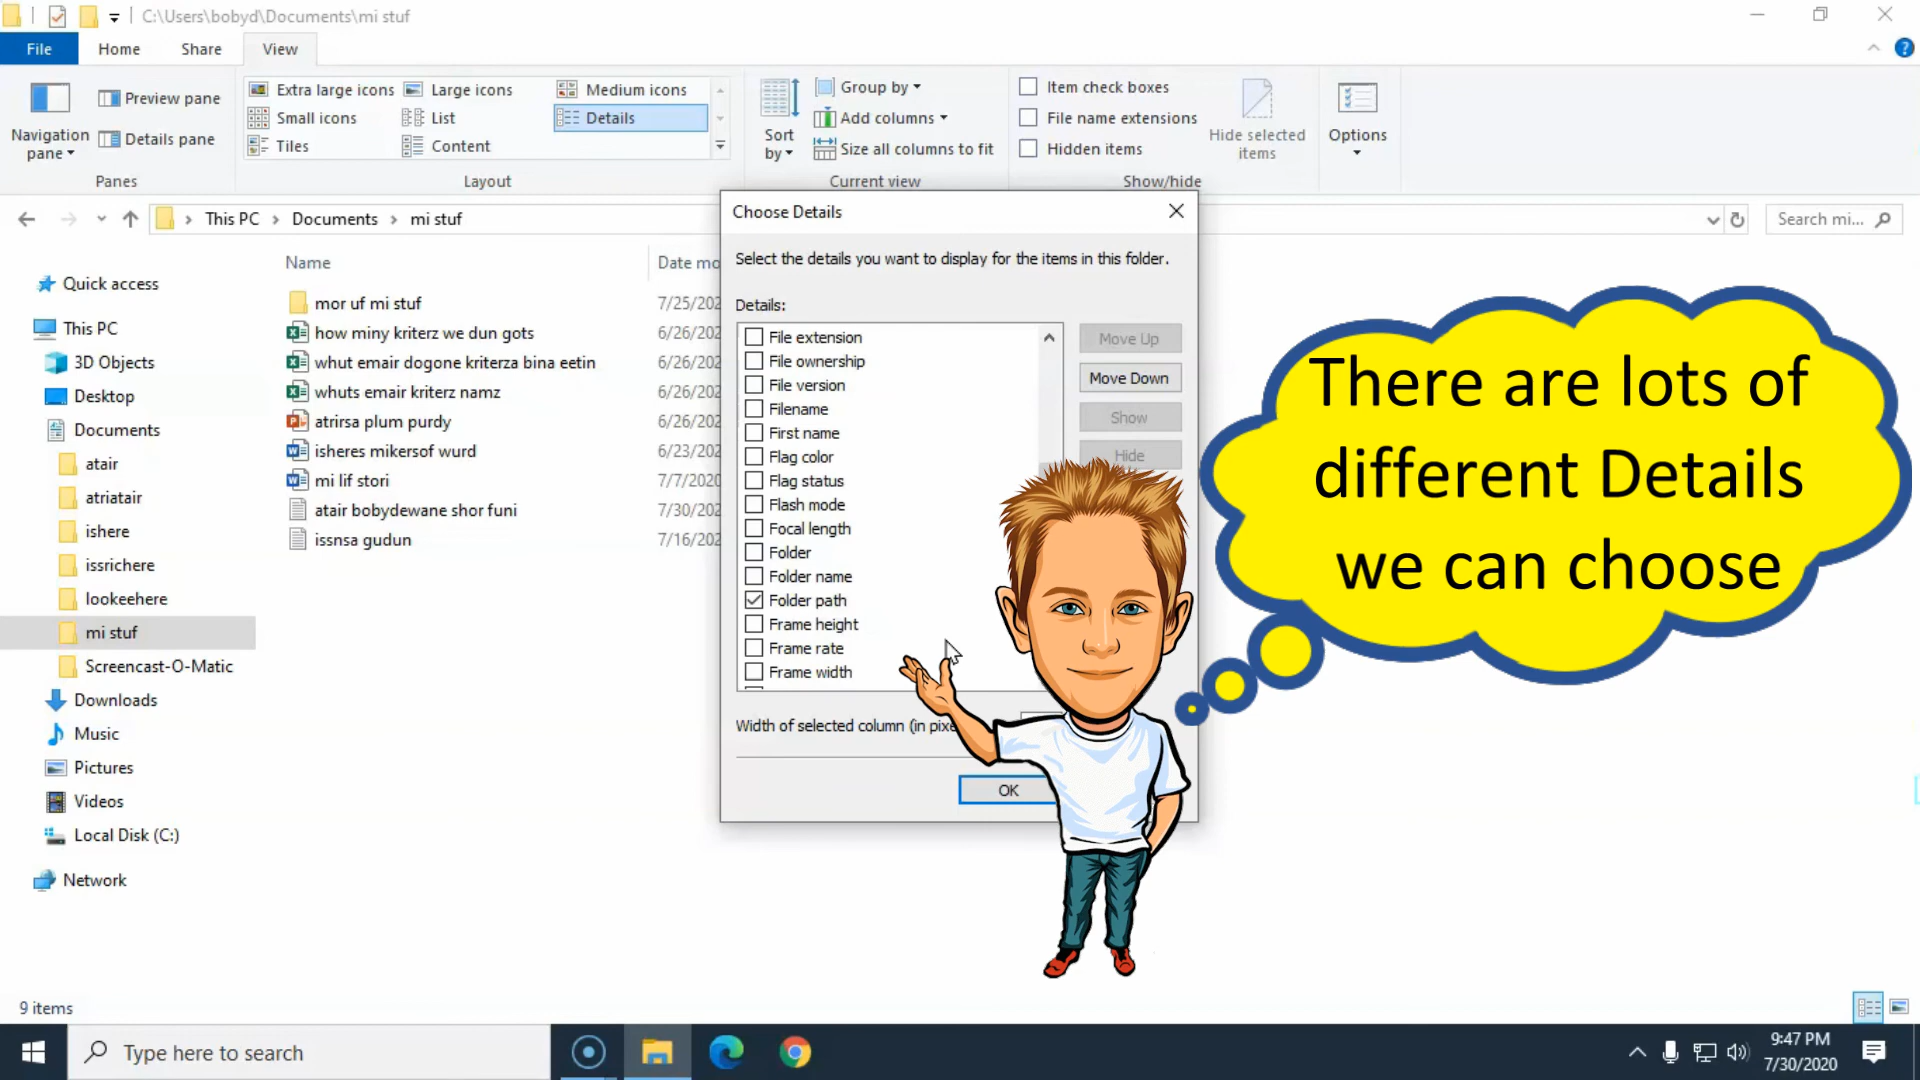 C:\Users\bobyd\Documents\mi stuf
File Home Share View
Navigation pane
Preview pane
Details pane
Panes
Extra large icons Large icons Medium icons
Small icons List Details
Tiles Content
Layout
Sort by
Group by
Add columns
Size all columns to fit
Current view
Item check boxes
File name extensions
Hidden items
Hide selected items
Show/hide
Options
This PC > Documents > mi stuf
Search mi...
Quick access
This PC
3D Objects
Desktop
Documents
atair
atriatair
ishere
issrichere
lookeehere
mi stuf
Screencast-O-Matic
Downloads
Music
Pictures
Videos
Local Disk (C:)
Network
Name Date mo
mor uf mi stuf 7/25/202
how miny kriterz we dun gots 6/26/202
whut emair dogone kriterza bina eetin 6/26/202
whuts emair kriterz namz 6/26/202
atrirsa plum purdy 6/26/202
isheres mikersof wurd 6/23/202
mi lif stori 7/7/2020
atair bobydewane shor funi 7/30/202
issnsa gudun 7/16/202
Choose Details
Select the details you want to display for the items in this folder.
Details:
File extension
File ownership
File version
Filename
First name
Flag color
Flag status
Flash mode
Focal length
Folder
Folder name
Folder path
Frame height
Frame rate
Frame width
Move Up
Move Down
Show
Hide
Width of selected column (in pixe
OK
There are lots of
different Details
we can choose
9 items
Type here to search
9:47 PM
7/30/2020